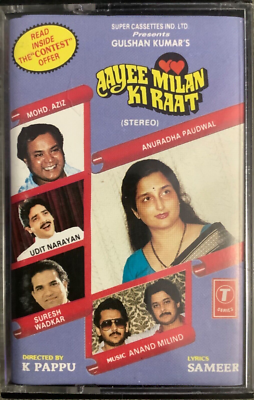 READ
INSIDE
THE "CONTEST"
OFFER
SUPER CASSETTES IND. LTD.
Presents
GULSHAN KUMAR'S
AAYEE MILAN
KI RAAT
(STEREO)
MOHD. AZIZ
ANURADHA PAUDWAL
UDIT NARAYAN
SURESH
WADKAR
T
MUSIC ANAND MILIND
DIRECTED BY
K PAPPU
LYRICS
SAMEER